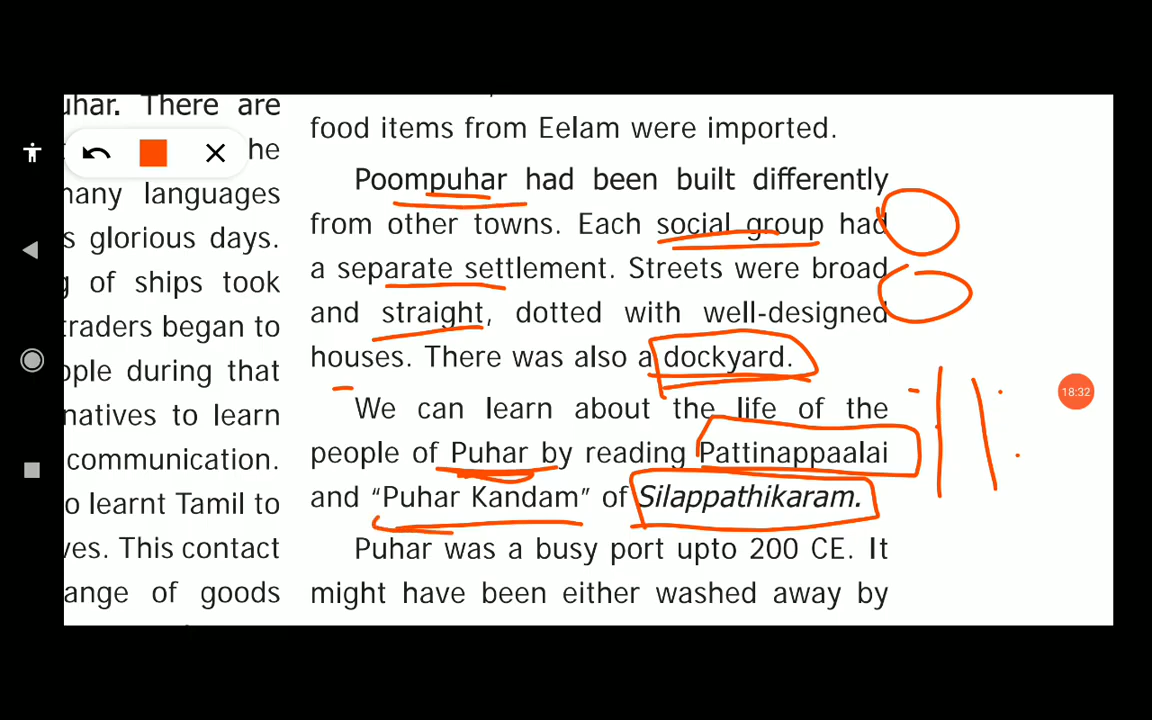 uhar. There are
he
many languages
s glorious days.
g of ships took
traders began to
ople during that
natives to learn
communication.
o learnt Tamil to
ves. This contact
ange of goods
food items from Eelam were imported.
Poompuhar had been built differently
from other towns. Each social group had
a separate settlement. Streets were broad
and straight, dotted with well-designed
houses. There was also a dockyard.
We can learn about the life of the
people of Puhar by reading Pattinappaalai
and “Puhar Kandam” of Silappathikaram.
Puhar was a busy port upto 200 CE. It
might have been either washed away by
18:32